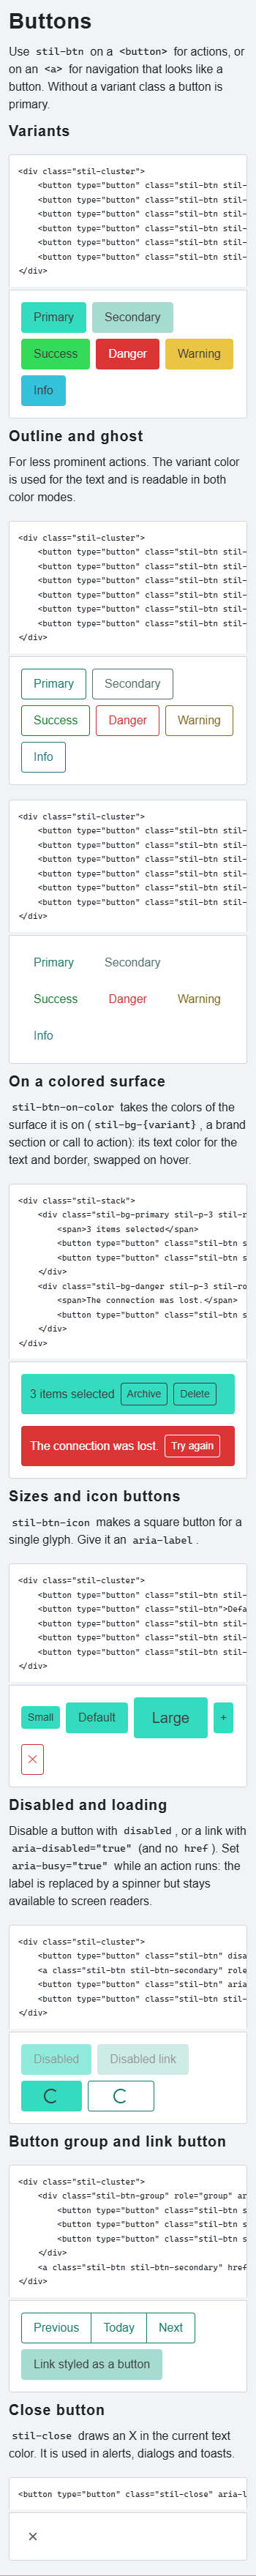 Buttons
Use stil-btn on a <button> for actions, or
on an <a> for navigation that looks like a
button. Without a variant class a button is
primary.
Variants
<div class="stil-cluster">
<button type="button" class="stil-btn stil-
<button type="button" class="stil-btn stil-
<button type="button" class="stil-btn stil-
<button type="button" class="stil-btn stil-
<button type="button" class="stil-btn stil-
<button type="button" class="stil-btn stil-
</div>
Primary Secondary
Success Danger Warning
Info
Outline and ghost
For less prominent actions. The variant color
is used for the text and is readable in both
color modes.
<div class="stil-cluster">
<button type="button" class="stil-btn stil-
<button type="button" class="stil-btn stil-
<button type="button" class="stil-btn stil-
<button type="button" class="stil-btn stil-
<button type="button" class="stil-btn stil-
<button type="button" class="stil-btn stil-
</div>
Primary Secondary
Success Danger Warning
Info
<div class="stil-cluster">
<button type="button" class="stil-btn stil-
<button type="button" class="stil-btn stil-
<button type="button" class="stil-btn stil-
<button type="button" class="stil-btn stil-
<button type="button" class="stil-btn stil-
<button type="button" class="stil-btn stil-
</div>
Primary Secondary
Success Danger Warning
Info
On a colored surface
stil-btn-on-color takes the colors of the
surface it is on ( stil-bg-{variant} , a brand
section or call to action): its text color for the
text and border, swapped on hover.
<div class="stil-stack">
<div class="stil-bg-primary stil-p-3 stil-r
<span>3 items selected</span>
<button type="button" class="stil-btn s
<button type="button" class="stil-btn s
</div>
<div class="stil-bg-danger stil-p-3 stil-ro
<span>The connection was lost.</span>
<button type="button" class="stil-btn s
</div>
</div>
3 items selected Archive Delete
The connection was lost. Try again
Sizes and icon buttons
stil-btn-icon makes a square button for a
single glyph. Give it an aria-label .
<div class="stil-cluster">
<button type="button" class="stil-btn stil-
<button type="button" class="stil-btn">Defa
<button type="button" class="stil-btn stil-
<button type="button" class="stil-btn stil-
<button type="button" class="stil-btn stil-
</div>
Small Default Large +
×
Disabled and loading
Disable a button with disabled , or a link with
aria-disabled="true" (and no href ). Set
aria-busy="true" while an action runs: the
label is replaced by a spinner but stays
available to screen readers.
<div class="stil-cluster">
<button type="button" class="stil-btn" disa
<a class="stil-btn stil-btn-secondary" role
<button type="button" class="stil-btn" aria
<button type="button" class="stil-btn stil-
</div>
Disabled Disabled link
Button group and link button
<div class="stil-cluster">
<div class="stil-btn-group" role="group" ar
<button type="button" class="stil-btn s
<button type="button" class="stil-btn s
<button type="button" class="stil-btn s
</div>
<a class="stil-btn stil-btn-secondary" href
</div>
Previous Today Next
Link styled as a button
Close button
stil-close draws an X in the current text
color. It is used in alerts, dialogs and toasts.
<button type="button" class="stil-close" aria-l
×